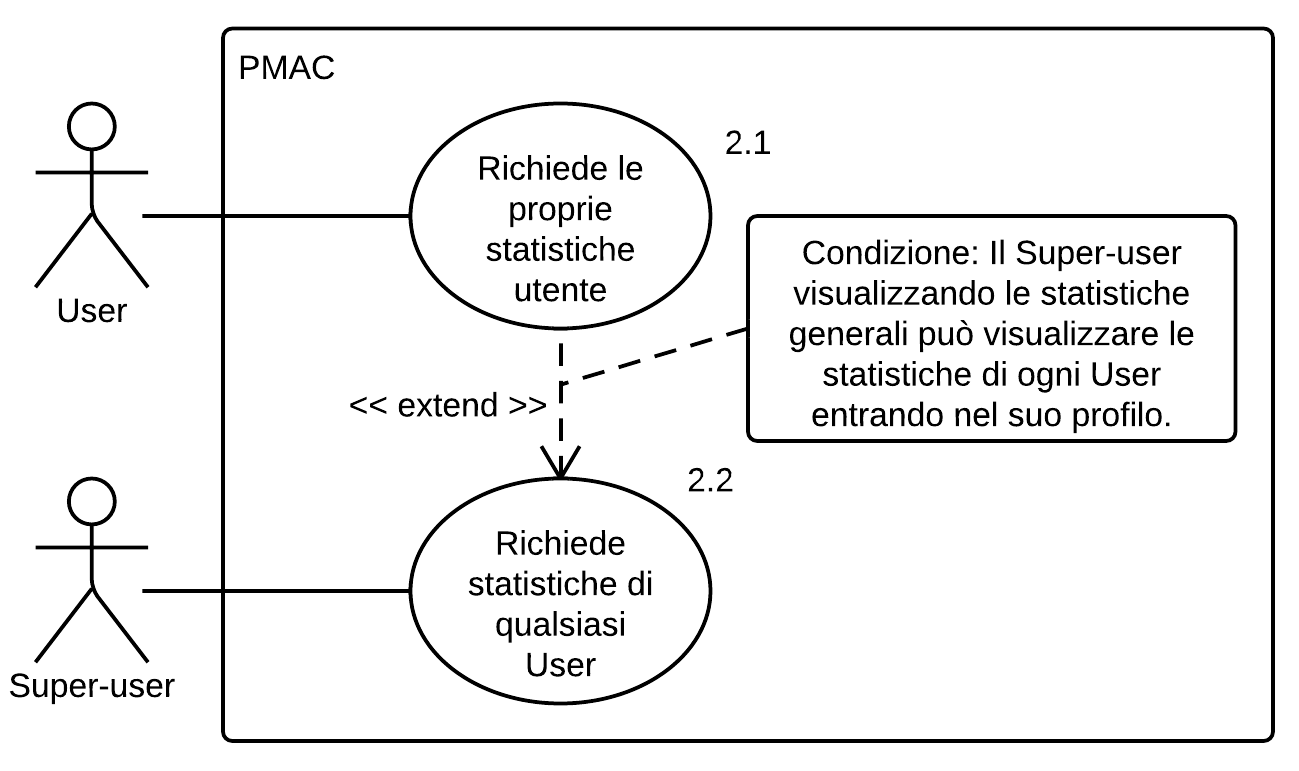 PMAC
User
Richiede le
proprie
statistiche
utente
2.1
Condizione: Il Super-user
visualizzando le statistiche
generali può visualizzare le
statistiche di ogni User
entrando nel suo profilo.
<< extend >>
2.2
Super-user
Richiede
statistiche di
qualsiasi
User